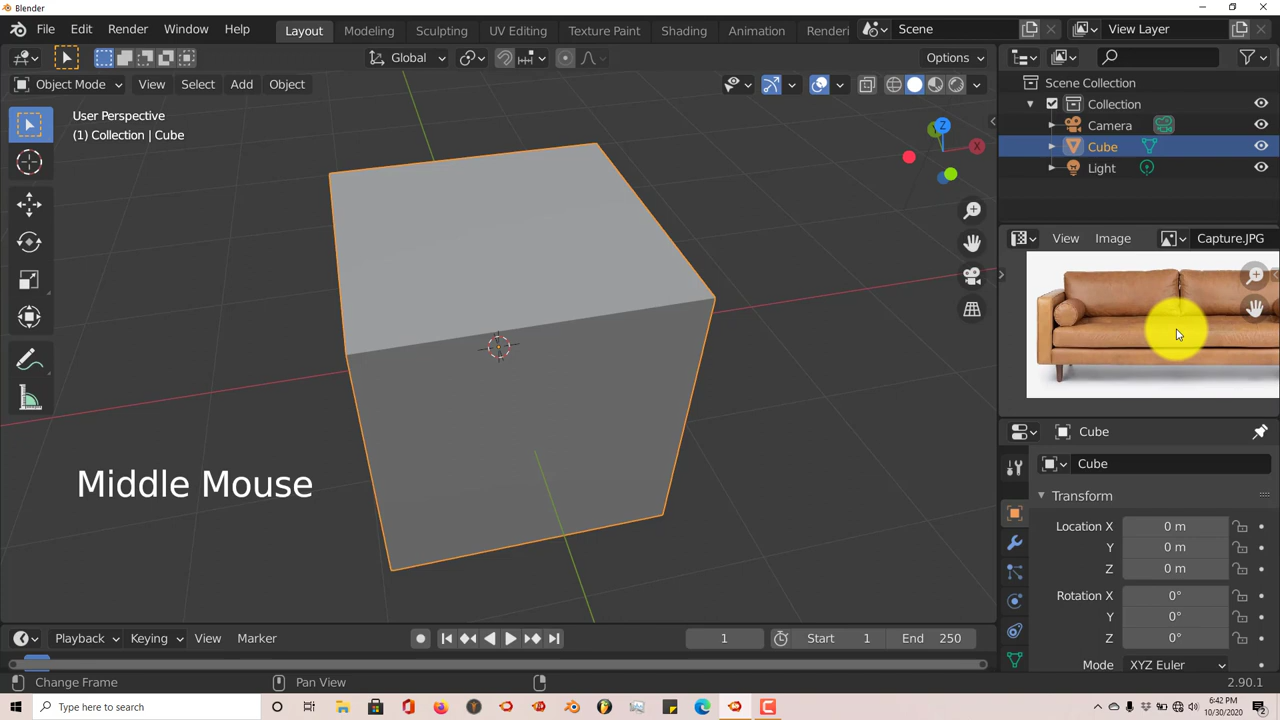 Blender
File Edit Render Window Help Layout Modeling Sculpting UV Editing Texture Paint Shading Animation Renderi Scene View Layer
Global Options
Object Mode View Select Add Object
User Perspective
(1) Collection | Cube
Z
X
Scene Collection
Collection
Camera
Cube
Light
View Image Capture.JPG
Cube
Cube
Transform
Location X 0 m
Y 0 m
Z 0 m
Rotation X 0°
Y 0°
Z 0°
Mode XYZ Euler
Middle Mouse
Playback Keying View Marker 1 Start 1 End 250
Change Frame Pan View 2.90.1
Type here to search
6:42 PM
10/30/2020